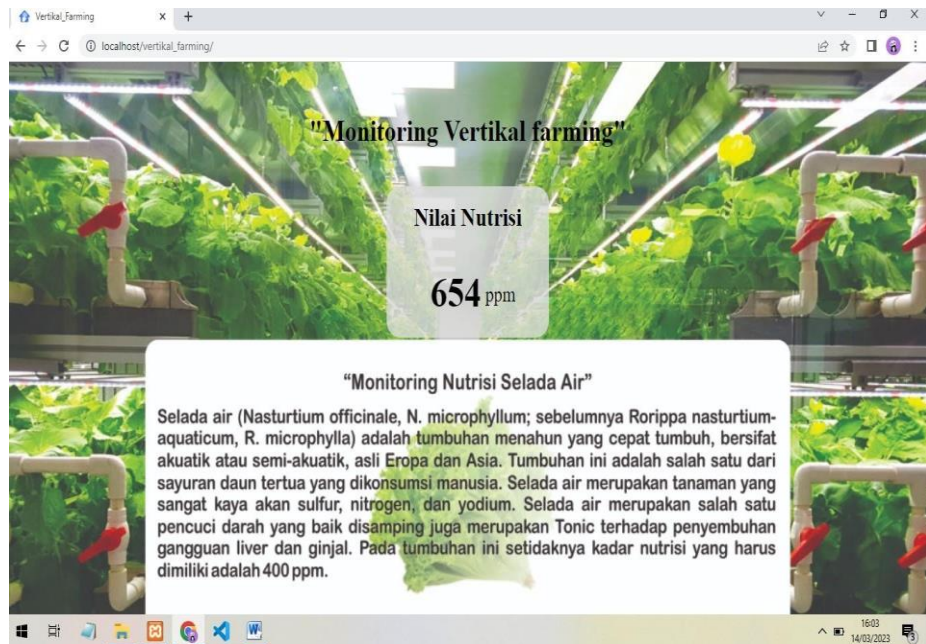 Vertikal_Farming
localhost/vertikal_farming/
"Monitoring Vertikal farming"
Nilai Nutrisi
654 ppm
“Monitoring Nutrisi Selada Air”
Selada air (Nasturtium officinale, N. microphyllum; sebelumnya Rorippa nasturtium-
aquaticum, R. microphylla) adalah tumbuhan menahun yang cepat tumbuh, bersifat
akuatik atau semi-akuatik, asli Eropa dan Asia. Tumbuhan ini adalah salah satu dari
sayuran daun tertua yang dikonsumsi manusia. Selada air merupakan tanaman yang
sangat kaya akan sulfur, nitrogen, dan yodium. Selada air merupakan salah satu
pencuci darah yang baik disamping juga merupakan Tonic terhadap penyembuhan
gangguan liver dan ginjal. Pada tumbuhan ini setidaknya kadar nutrisi yang harus
dimiliki adalah 400 ppm.
16:03
14/03/2023